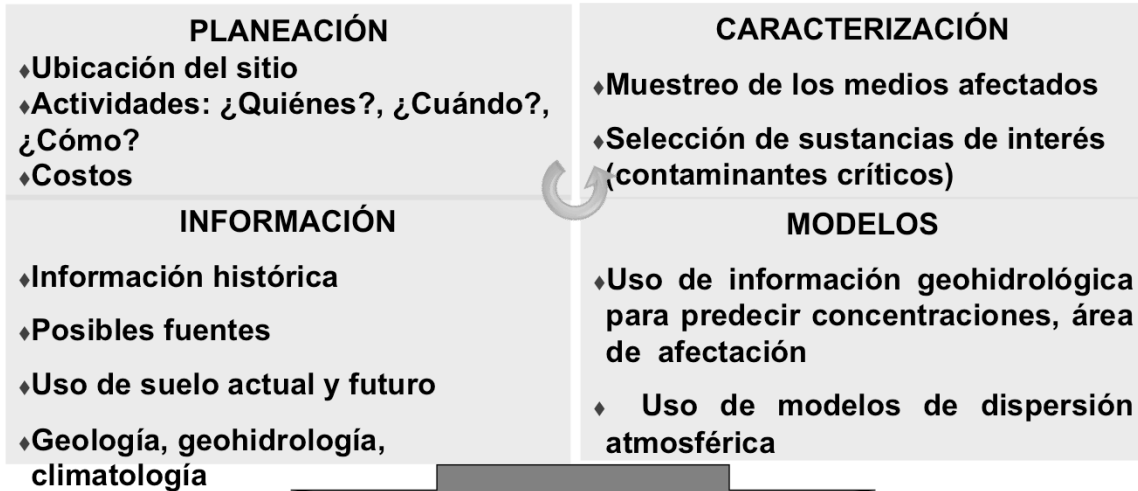 PLANEACIÓN
♦Ubicación del sitio
♦Actividades: ¿Quiénes?, ¿Cuándo?,
¿Cómo?
♦Costos
CARACTERIZACIÓN
♦Muestreo de los medios afectados
♦Selección de sustancias de interés
(contaminantes críticos)
INFORMACIÓN
♦Información histórica
♦Posibles fuentes
♦Uso de suelo actual y futuro
♦Geología, geohidrología,
climatología
MODELOS
♦Uso de información geohidrológica
para predecir concentraciones, área
de afectación
♦ Uso de modelos de dispersión
atmosférica